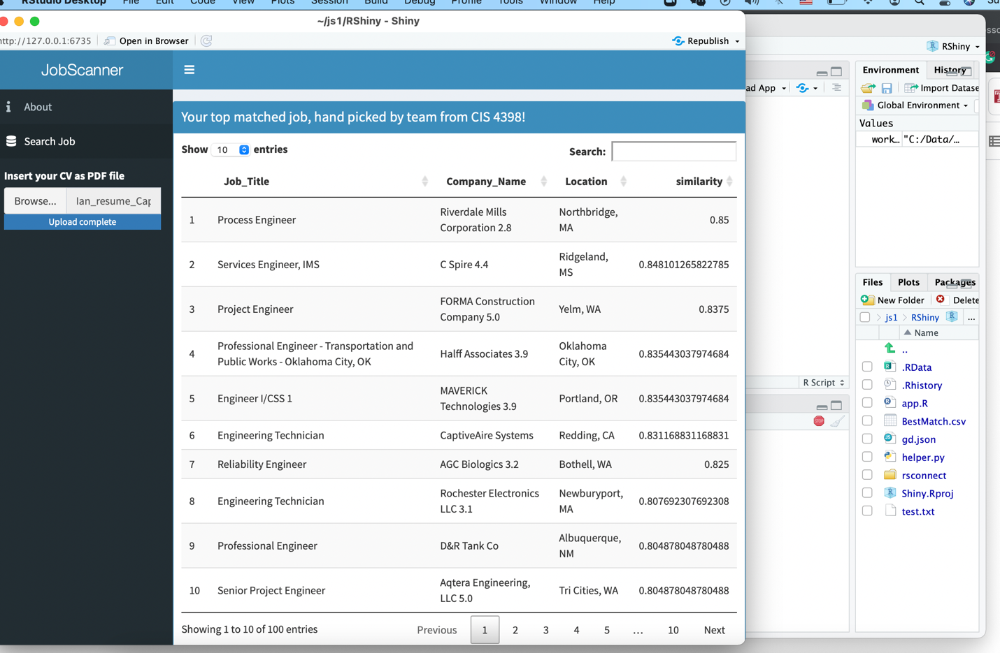 RStudio Desktop File Edit Code View Plots Session Build Debug Profile Tools Window Help
~/js1/RShiny - Shiny
http://127.0.0.1:6735 Open in Browser Republish
JobScanner
About
Search Job
Insert your CV as PDF file
Browse... Ian_resume_Cap
Upload complete
Your top matched job, hand picked by team from CIS 4398!
Show 10 entries Search:
Job_Title Company_Name Location similarity
1 Process Engineer Riverdale Mills Corporation 2.8 Northbridge, MA 0.85
2 Services Engineer, IMS C Spire 4.4 Ridgeland, MS 0.848101265822785
3 Project Engineer FORMA Construction Company 5.0 Yelm, WA 0.8375
4 Professional Engineer - Transportation and Public Works - Oklahoma City, OK Halff Associates 3.9 Oklahoma City, OK 0.835443037974684
5 Engineer I/CSS 1 MAVERICK Technologies 3.9 Portland, OR 0.835443037974684
6 Engineering Technician CaptiveAire Systems Redding, CA 0.831168831168831
7 Reliability Engineer AGC Biologics 3.2 Bothell, WA 0.825
8 Engineering Technician Rochester Electronics LLC 3.1 Newburyport, MA 0.807692307692308
9 Professional Engineer D&R Tank Co Albuquerque, NM 0.804878048780488
10 Senior Project Engineer Aqtera Engineering, LLC 5.0 Tri Cities, WA 0.804878048780488
Showing 1 to 10 of 100 entries Previous 1 2 3 4 5 ... 10 Next
ad App
R Script
STOP
RShiny
Environment History
Import Datase
Global Environment
Values
work… "C:/Data/…
Files Plots Packages
New Folder Delete
js1 RShiny ...
Name
..
.RData
.Rhistory
app.R
BestMatch.csv
gd.json
helper.py
rsconnect
Shiny.Rproj
test.txt